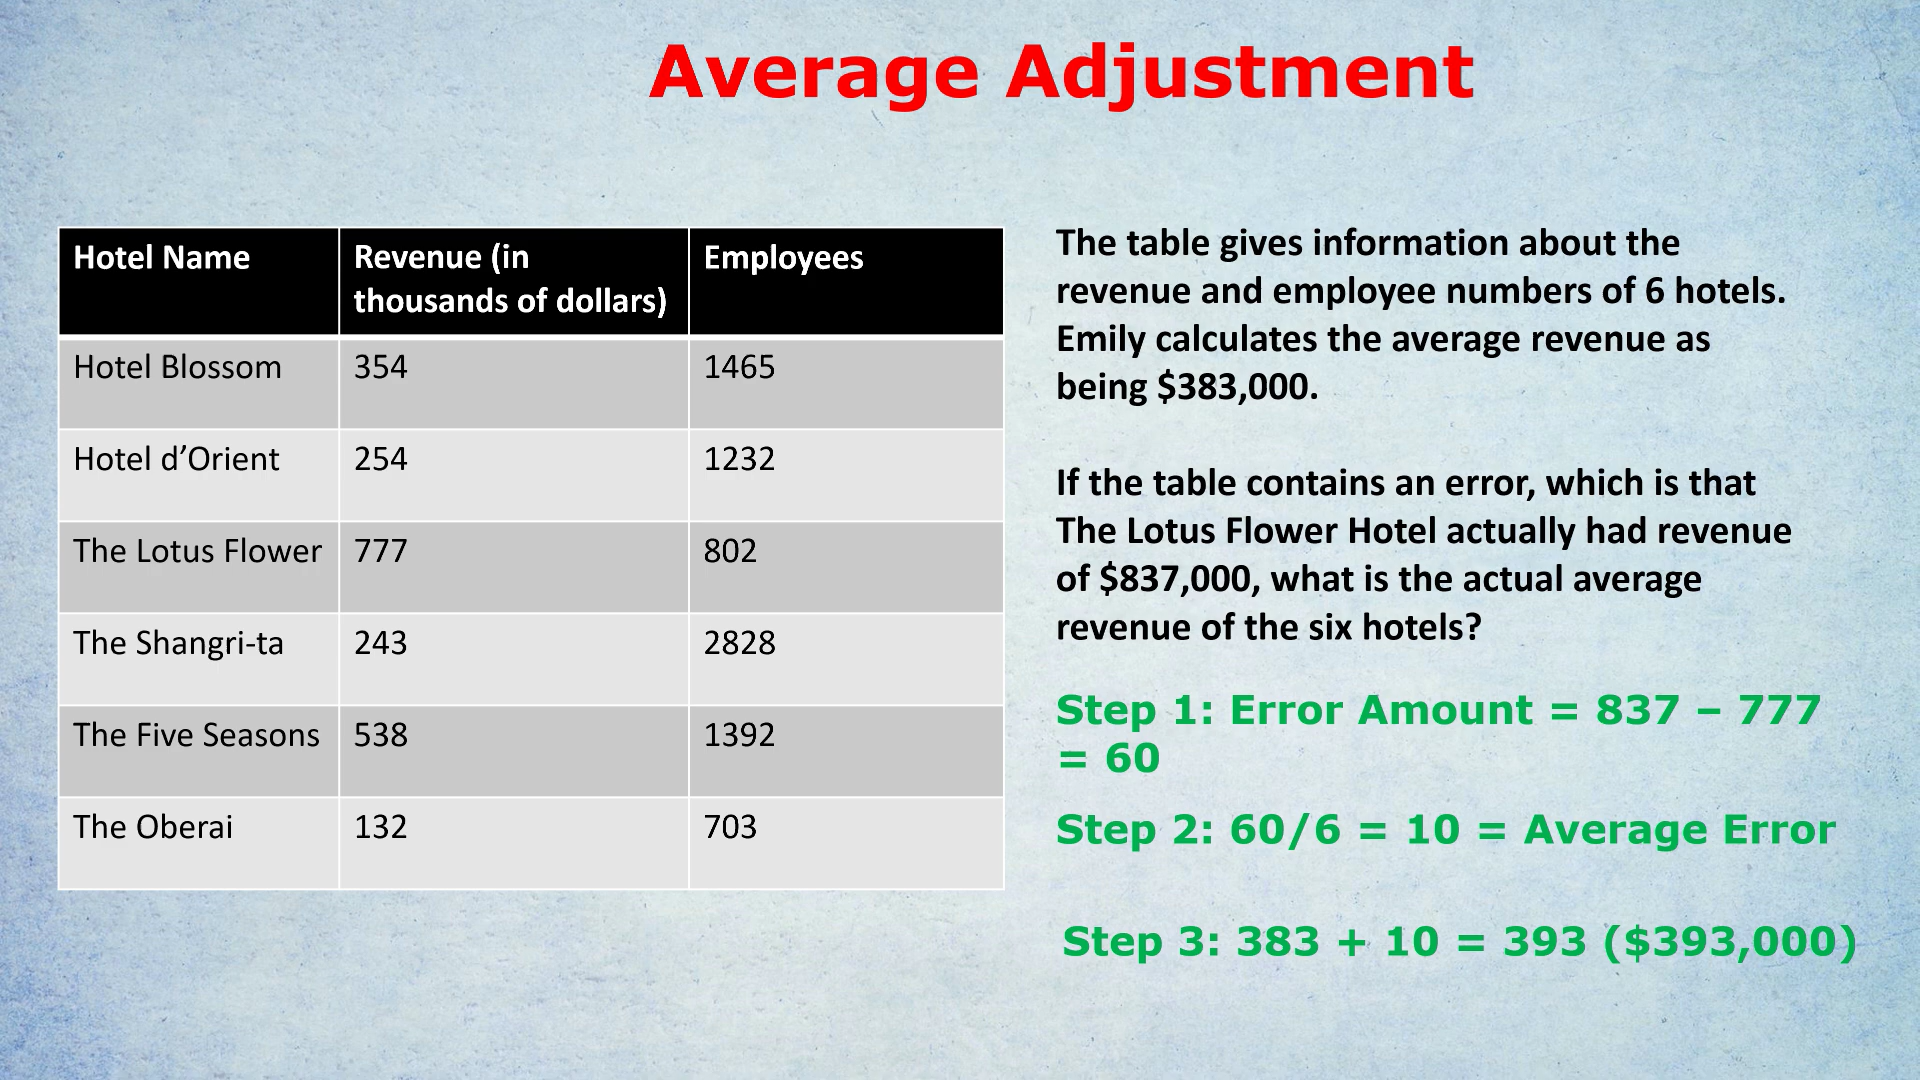 Average Adjustment
Hotel Name Revenue (in thousands of dollars) Employees
Hotel Blossom 354 1465
Hotel d’Orient 254 1232
The Lotus Flower 777 802
The Shangri-ta 243 2828
The Five Seasons 538 1392
The Oberai 132 703
The table gives information about the
revenue and employee numbers of 6 hotels.
Emily calculates the average revenue as
being $383,000.
If the table contains an error, which is that
The Lotus Flower Hotel actually had revenue
of $837,000, what is the actual average
revenue of the six hotels?
Step 1: Error Amount = 837 – 777
= 60
Step 2: 60/6 = 10 = Average Error
Step 3: 383 + 10 = 393 ($393,000)